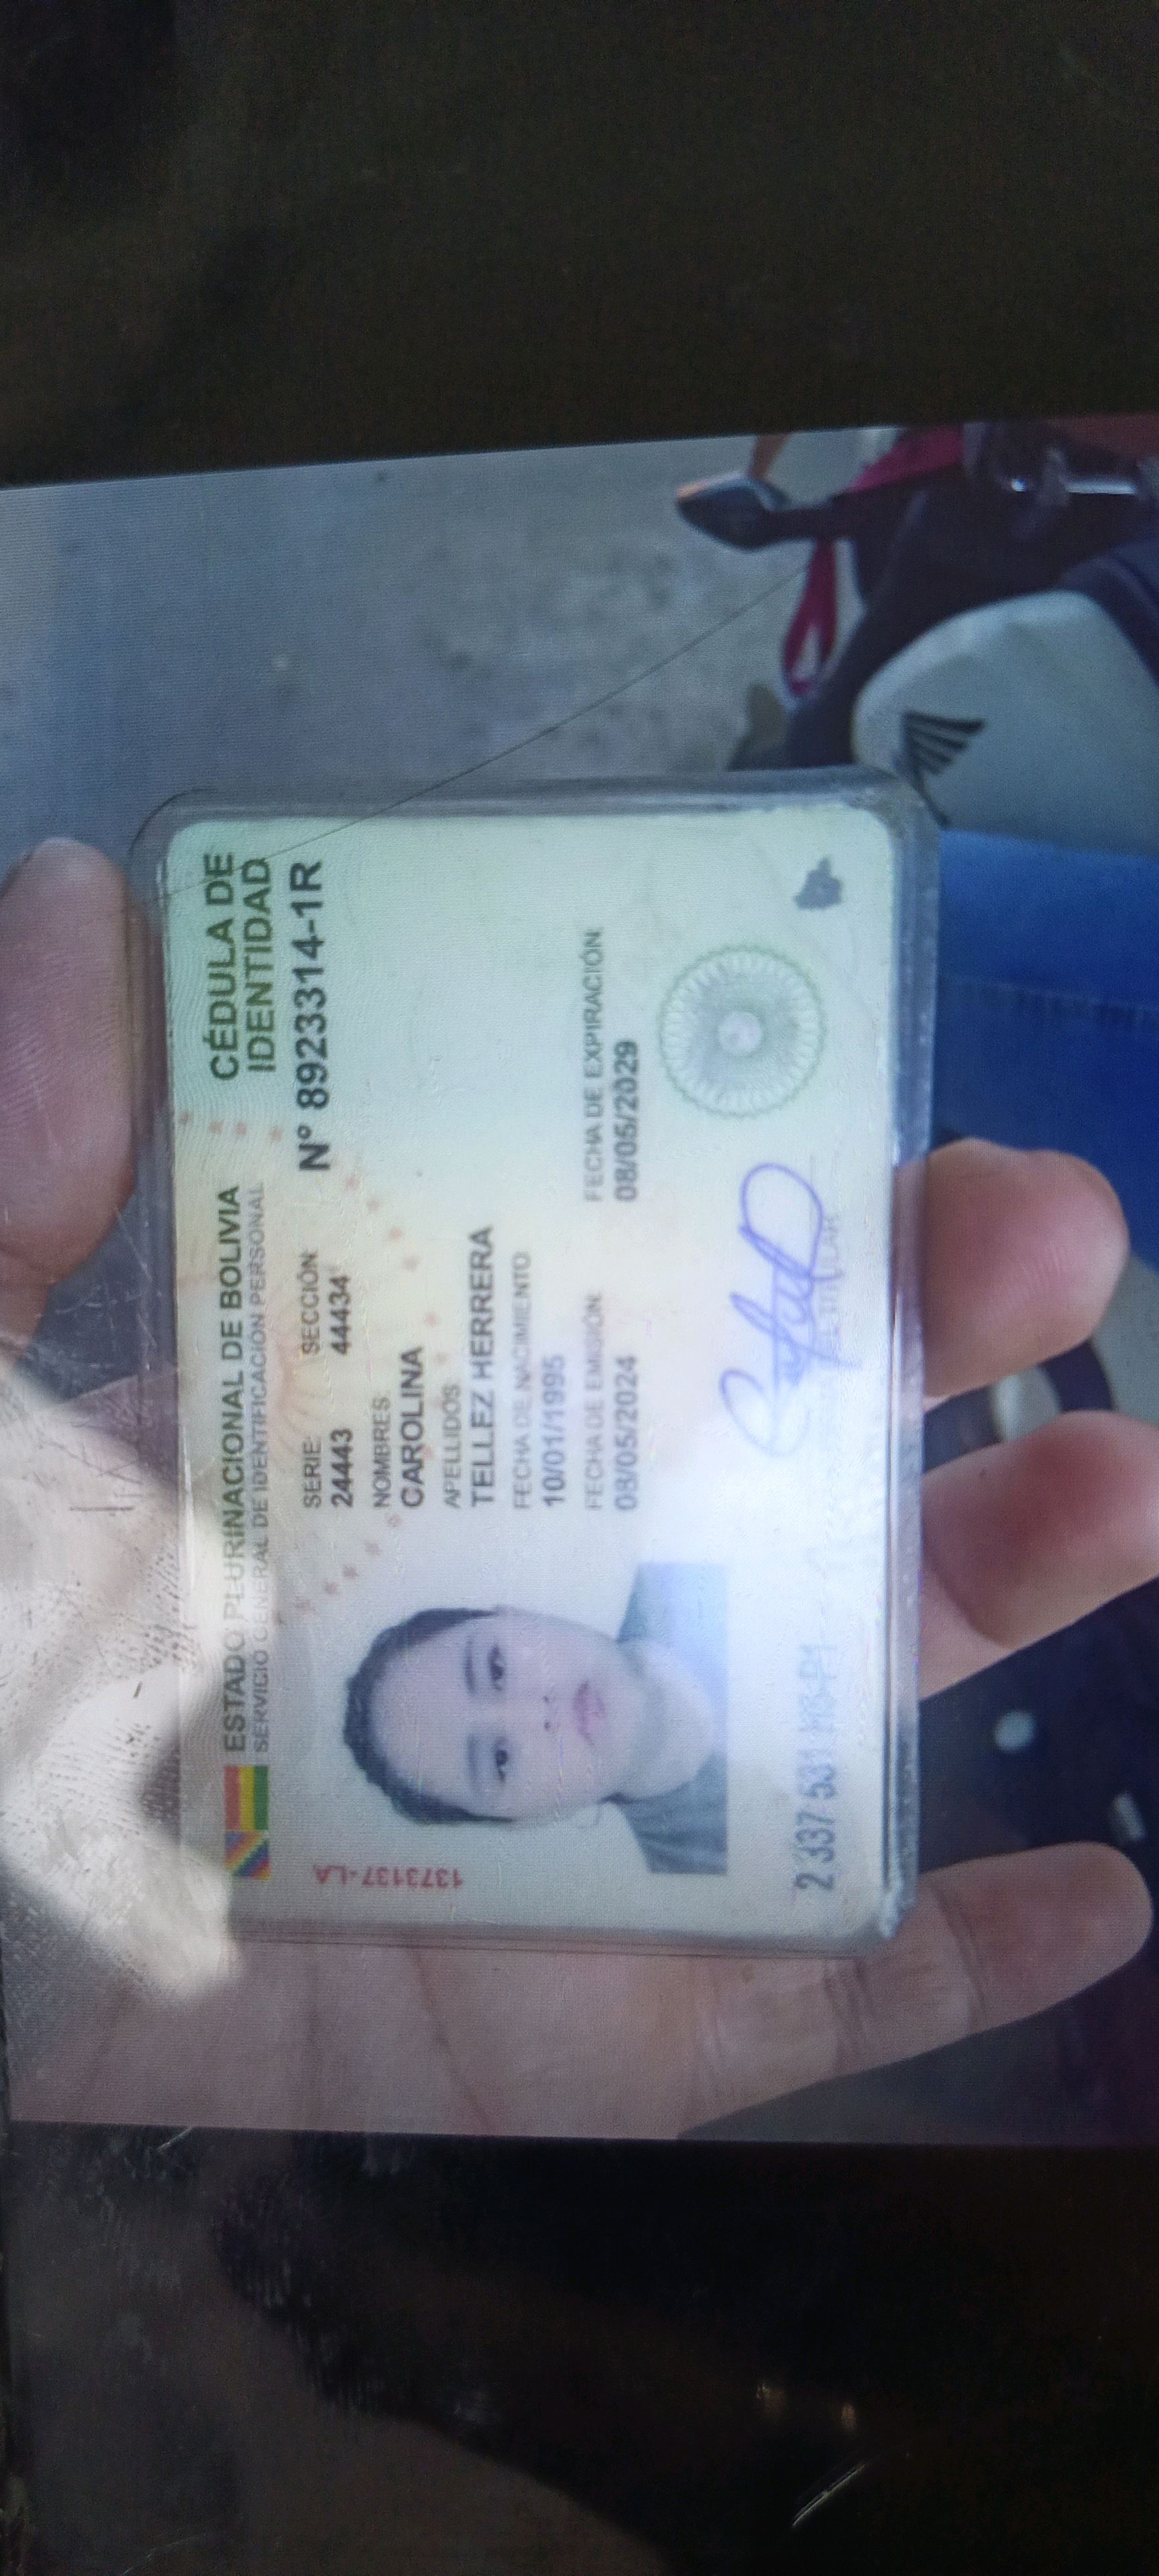 ESTADO PLURINACIONAL DE BOLIVIA
SERVICIO GENERAL DE IDENTIFICACIÓN PERSONAL
CÉDULA DE
IDENTIDAD
Nº 8923314-1R
SERIE: SECCIÓN:
24443 44434
NOMBRES:
CAROLINA
APELLIDOS:
TELLEZ HERRERA
FECHA DE NACIMIENTO
10/01/1995
FECHA DE EMISIÓN: FECHA DE EXPIRACIÓN:
08/05/2024 08/05/2029
1373137-LA
2 337 531